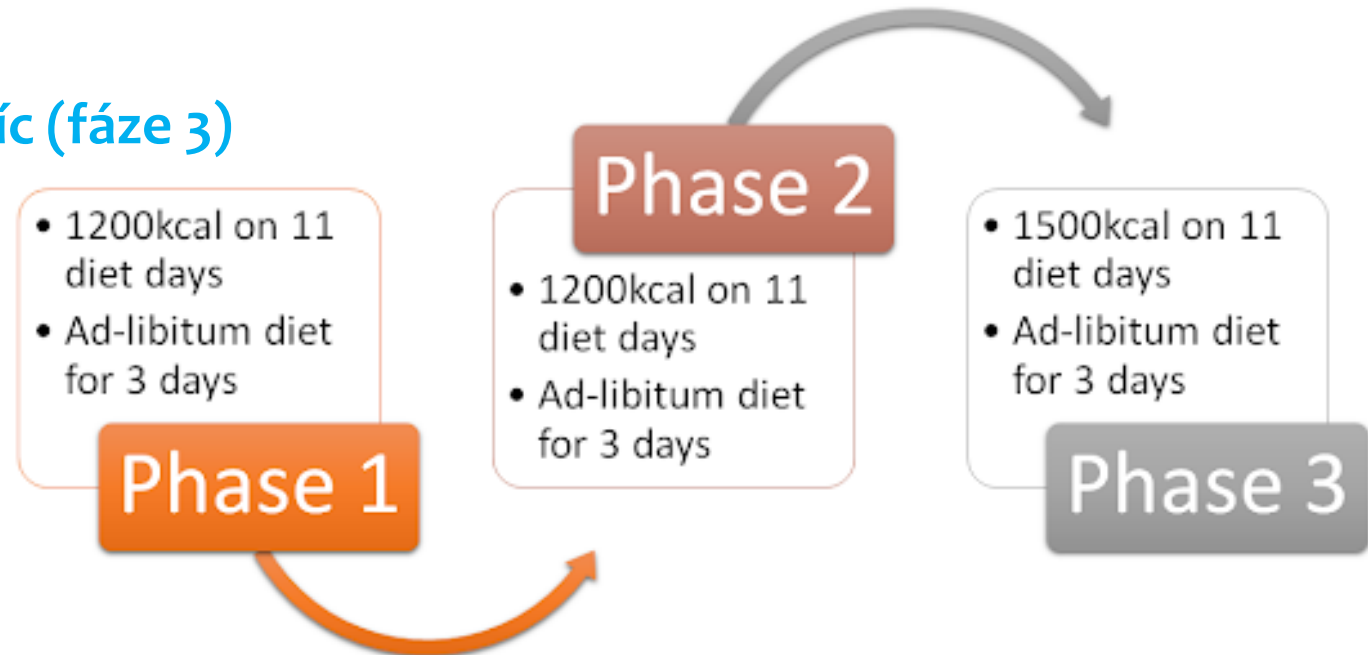 íc (fáze 3)
• 1200kcal on 11
diet days
• Ad-libitum diet
for 3 days
Phase 1
Phase 2
• 1200kcal on 11
diet days
• Ad-libitum diet
for 3 days
• 1500kcal on 11
diet days
• Ad-libitum diet
for 3 days
Phase 3